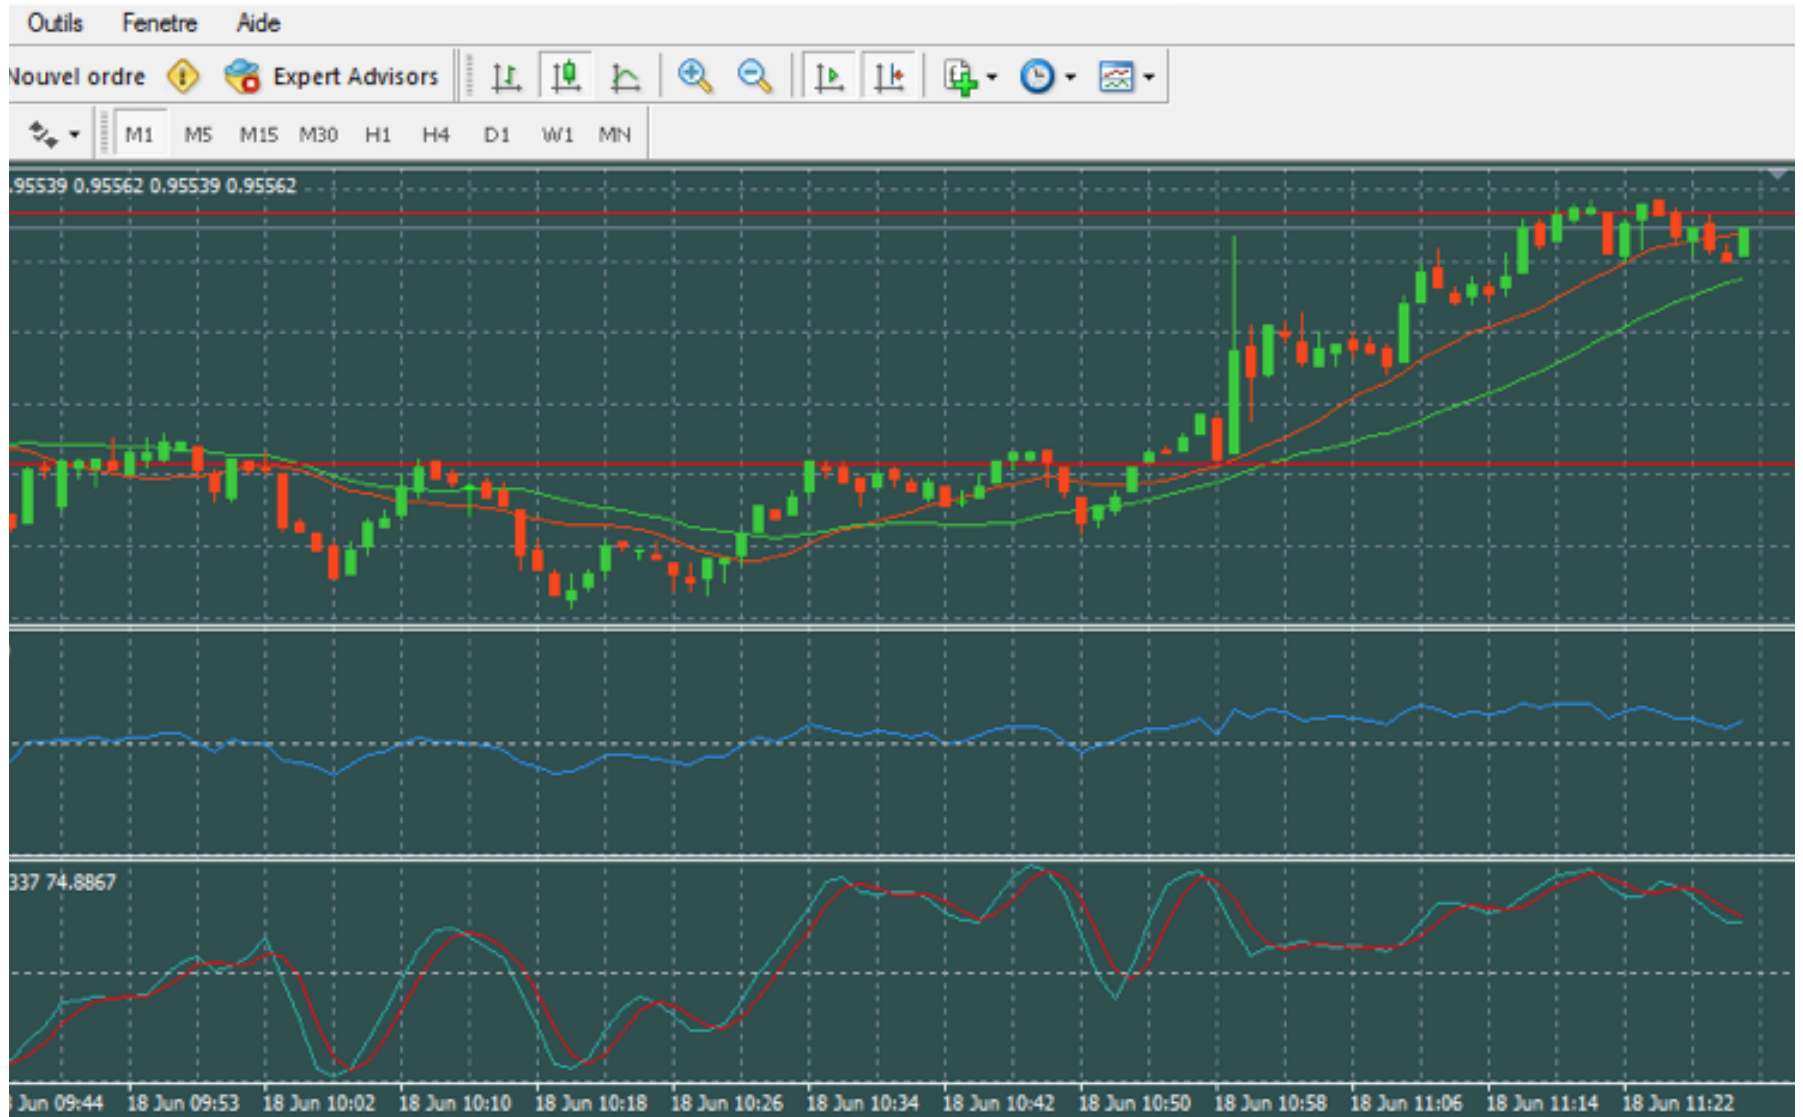 Outils Fenetre Aide
Nouvel ordre Expert Advisors
M1 M5 M15 M30 H1 H4 D1 W1 MN
.95539 0.95562 0.95539 0.95562
337 74.8867
Jun 09:44 18 Jun 09:53 18 Jun 10:02 18 Jun 10:10 18 Jun 10:18 18 Jun 10:26 18 Jun 10:34 18 Jun 10:42 18 Jun 10:50 18 Jun 10:58 18 Jun 11:06 18 Jun 11:14 18 Jun 11:22